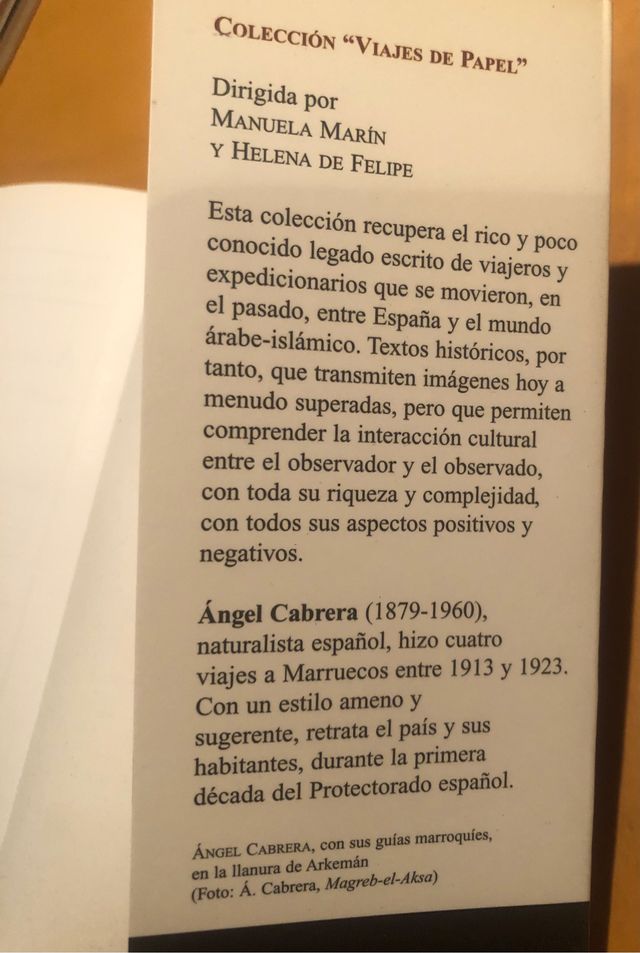 COLECCIÓN “VIAJES DE PAPEL”
Dirigida por
MANUELA MARÍN
Y HELENA DE FELIPE
Esta colección recupera el rico y poco
conocido legado escrito de viajeros y
expedicionarios que se movieron, en
el pasado, entre España y el mundo
árabe-islámico. Textos históricos, por
tanto, que transmiten imágenes hoy a
menudo superadas, pero que permiten
comprender la interacción cultural
entre el observador y el observado,
con toda su riqueza y complejidad,
con todos sus aspectos positivos y
negativos.
Ángel Cabrera (1879-1960),
naturalista español, hizo cuatro
viajes a Marruecos entre 1913 y 1923.
Con un estilo ameno y
sugerente, retrata el país y sus
habitantes, durante la primera
década del Protectorado español.
ÁNGEL CABRERA, con sus guías marroquíes,
en la llanura de Arkemán
(Foto: Á. Cabrera, Magreb-el-Aksa)